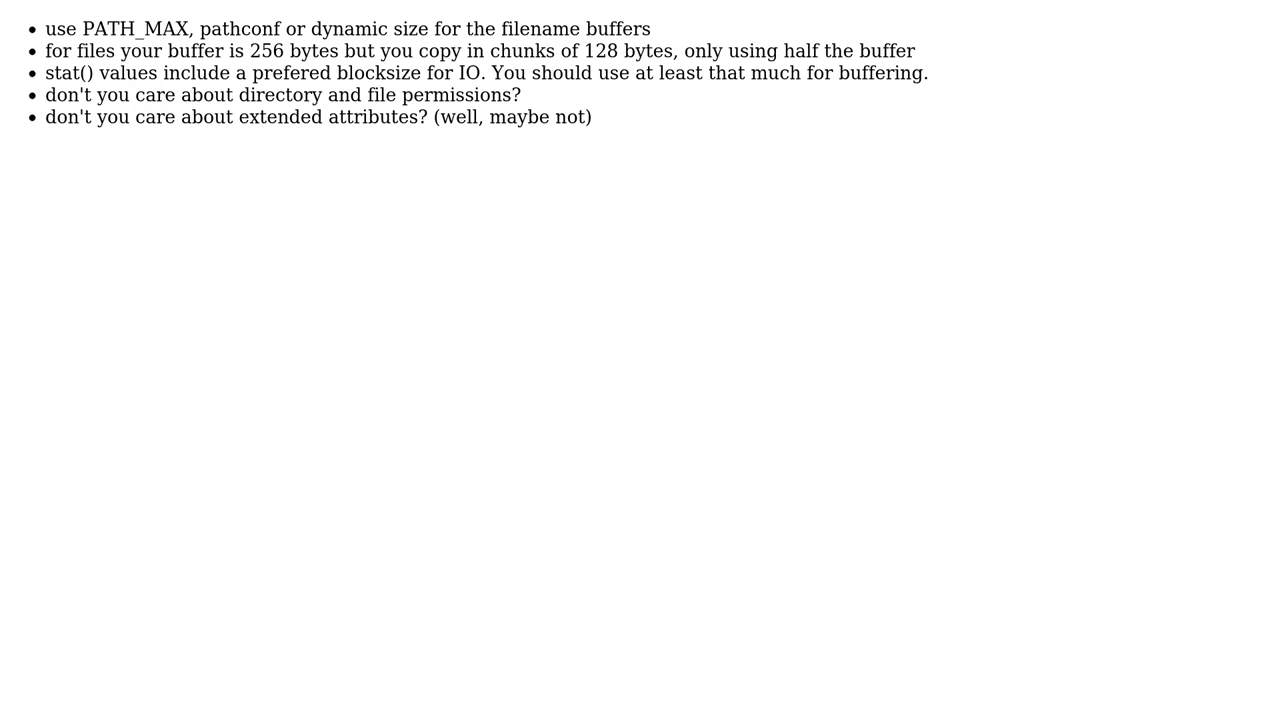 • use PATH_MAX, pathconf or dynamic size for the filename buffers
• for files your buffer is 256 bytes but you copy in chunks of 128 bytes, only using half the buffer
• stat() values include a prefered blocksize for IO. You should use at least that much for buffering.
• don't you care about directory and file permissions?
• don't you care about extended attributes? (well, maybe not)